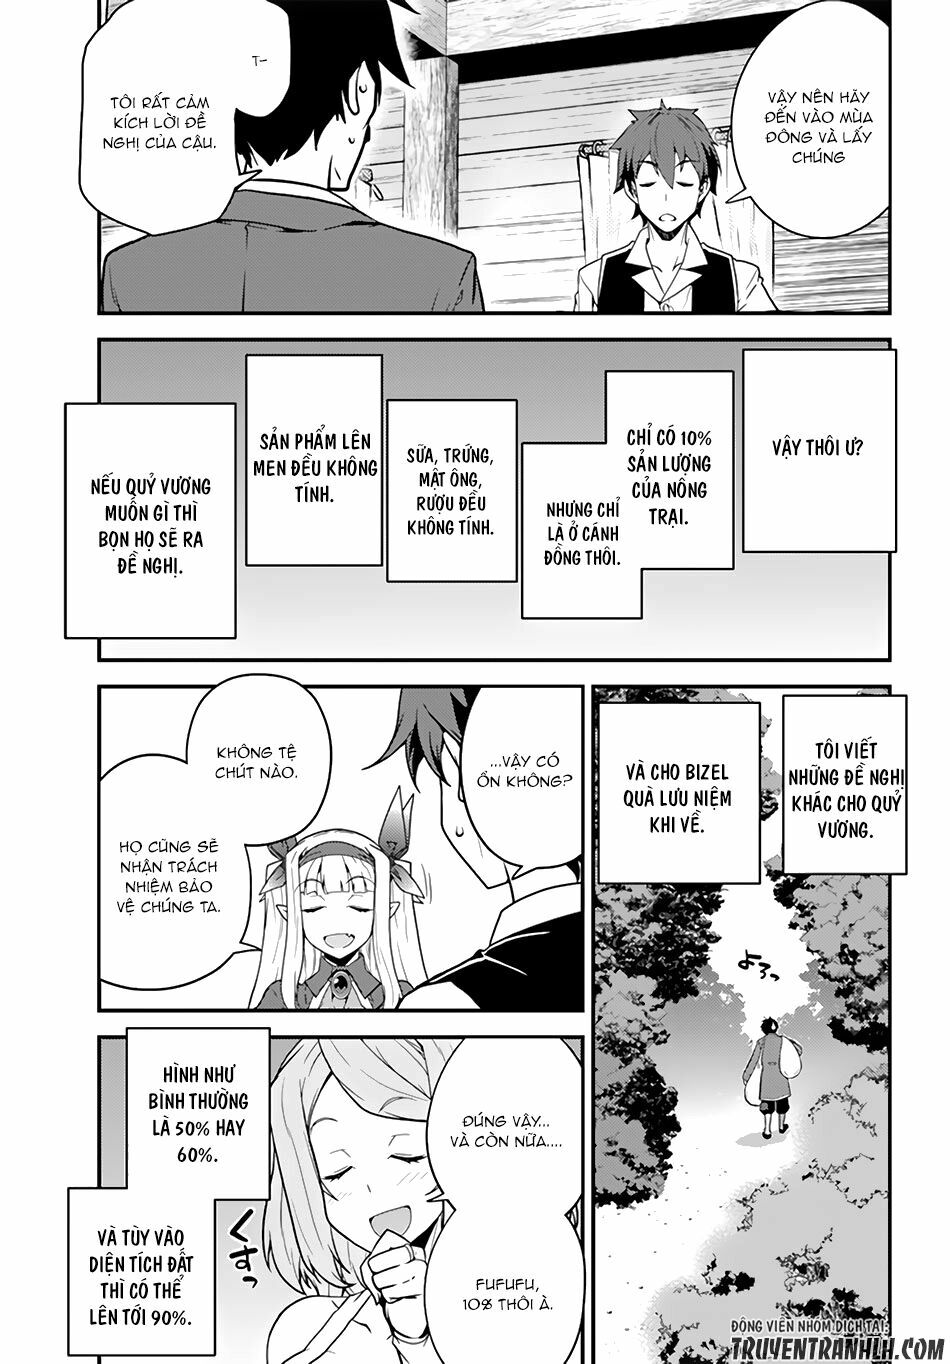 VẬY NÊN HÃY
ĐẾN VÀO MÙA
ĐÔNG VÀ LẤY
CHÚNG
T-
TÔI RẤT CẢM
KÍCH LỜI ĐỀ
NGHỊ CỦA CẬU.
VẬY THÔI Ư?
CHỈ CÓ 10%
SẢN LƯỢNG
CỦA NÔNG
TRẠI.
NHƯNG CHỈ
LÀ Ở CÁNH
ĐỒNG THÔI.
SỮA, TRỨNG,
MẬT ONG,
RƯỢU ĐỀU
KHÔNG TÍNH.
SẢN PHẨM LÊN
MEN ĐỀU KHÔNG
TÍNH.
NẾU QUỶ VƯƠNG
MUỐN GÌ THÌ
BỌN HỌ SẼ RA
ĐỀ NGHỊ.
TÔI VIẾT
NHỮNG ĐỀ NGHỊ
KHÁC CHO QUỶ
VƯƠNG.
VÀ CHO BIZEL
QUÀ LƯU NIỆM
KHI VỀ.
よろっ
...VẬY CÓ
ỔN KHÔNG?
KHÔNG TỆ
CHÚT NÀO.
HỌ CŨNG SẼ
NHẬN TRÁCH
NHIỆM BẢO
VỆ CHÚNG TA.
ĐÚNG VẬY...
VÀ CÒN NỮA....
FUFUFU,
10% THÔI À.
くすっ
HÌNH NHƯ
BÌNH THƯỜNG
LÀ 50% HAY
60%.
VÀ TÙY VÀO
DIỆN TÍCH ĐẤT
THÌ CÓ THỂ
LÊN TỚI 90%.
ĐỘNG VIÊN NHÓM DỊCH TẠI:
TRUYENTRANHLH.COM